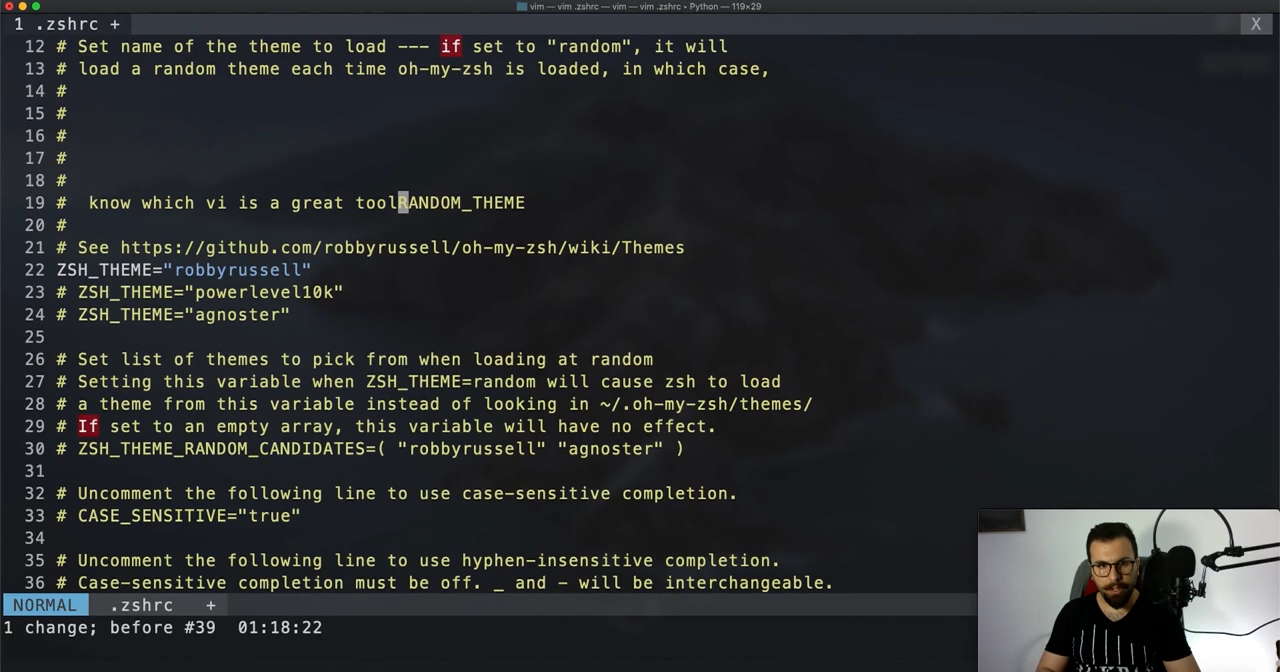 vim — vim .zshrc — vim — vim .zshrc • Python — 119×29
1 .zshrc +
X
12 # Set name of the theme to load --- if set to "random", it will
13 # load a random theme each time oh-my-zsh is loaded, in which case,
14 #
15 #
16 #
17 #
18 #
19 #  know which vi is a great toolRANDOM_THEME
20 #
21 # See https://github.com/robbyrussell/oh-my-zsh/wiki/Themes
22 ZSH_THEME="robbyrussell"
23 # ZSH_THEME="powerlevel10k"
24 # ZSH_THEME="agnoster"
25
26 # Set list of themes to pick from when loading at random
27 # Setting this variable when ZSH_THEME=random will cause zsh to load
28 # a theme from this variable instead of looking in ~/.oh-my-zsh/themes/
29 # If set to an empty array, this variable will have no effect.
30 # ZSH_THEME_RANDOM_CANDIDATES=( "robbyrussell" "agnoster" )
31
32 # Uncomment the following line to use case-sensitive completion.
33 # CASE_SENSITIVE="true"
34
35 # Uncomment the following line to use hyphen-insensitive completion.
36 # Case-sensitive completion must be off. _ and - will be interchangeable.
NORMAL .zshrc +
1 change; before #39 01:18:22